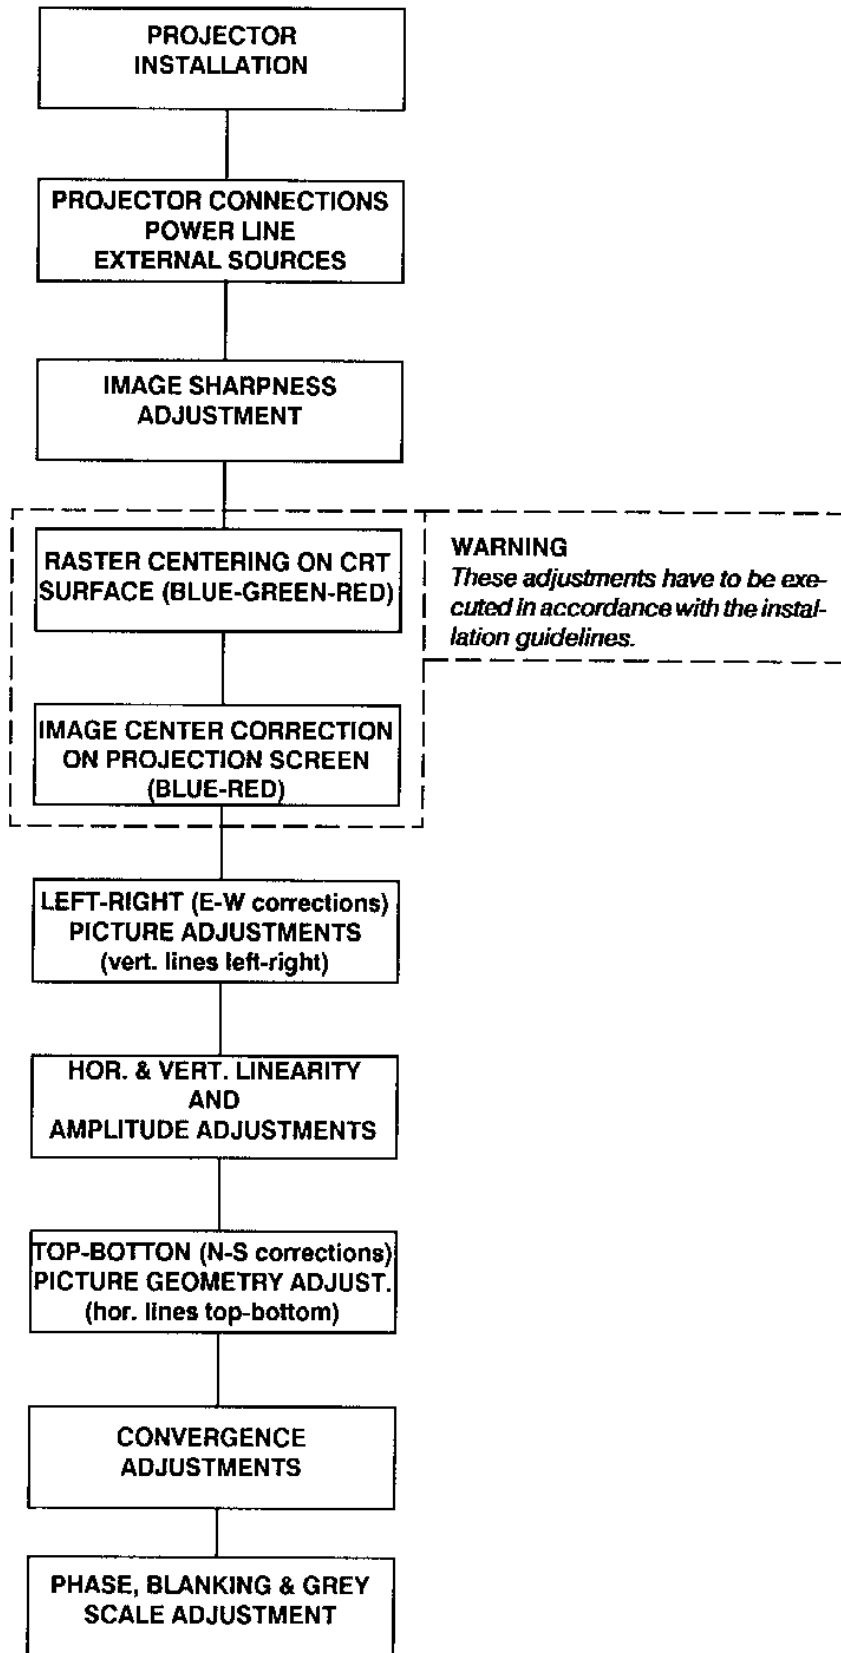 PROJECTOR
INSTALLATION
PROJECTOR CONNECTIONS
POWER LINE
EXTERNAL SOURCES
IMAGE SHARPNESS
ADJUSTMENT
RASTER CENTERING ON CRT
SURFACE (BLUE-GREEN-RED)
WARNING
These adjustments have to be exe-
cuted in accordance with the instal-
lation guidelines.
IMAGE CENTER CORRECTION
ON PROJECTION SCREEN
(BLUE-RED)
LEFT-RIGHT (E-W corrections)
PICTURE ADJUSTMENTS
(vert. lines left-right)
HOR. & VERT. LINEARITY
AND
AMPLITUDE ADJUSTMENTS
TOP-BOTTON (N-S corrections)
PICTURE GEOMETRY ADJUST.
(hor. lines top-bottom)
CONVERGENCE
ADJUSTMENTS
PHASE, BLANKING & GREY
SCALE ADJUSTMENT